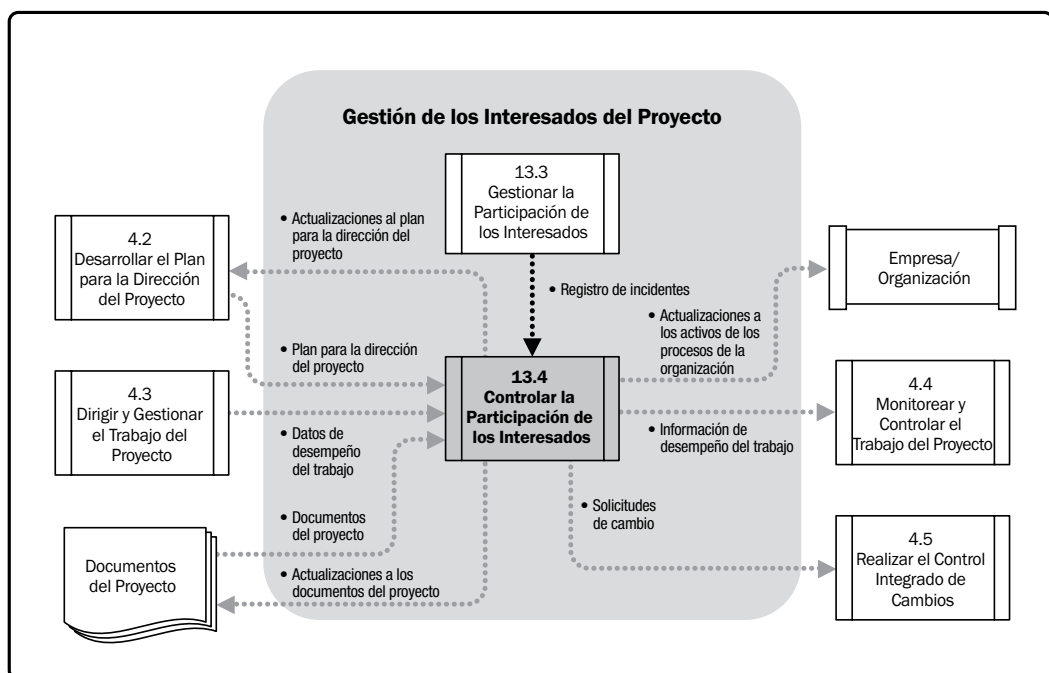 Gestión de los Interesados del Proyecto
13.3
Gestionar la
Participación de
los Interesados
• Actualizaciones al plan
para la dirección del
proyecto
4.2
Desarrollar el Plan
para la Dirección
del Proyecto
Empresa/
Organización
• Registro de incidentes
• Actualizaciones a
los activos de los
procesos de la
organización
• Plan para la dirección
del proyecto
13.4
Controlar la
Participación de
los Interesados
4.3
Dirigir y Gestionar
el Trabajo del
Proyecto
4.4
Monitorear y
Controlar el
Trabajo del Proyecto
• Datos de
desempeño
del trabajo
• Información de
desempeño del trabajo
• Solicitudes
de cambio
• Documentos
del proyecto
4.5
Realizar el Control
Integrado de
Cambios
Documentos
del Proyecto
• Actualizaciones a los
documentos del proyecto